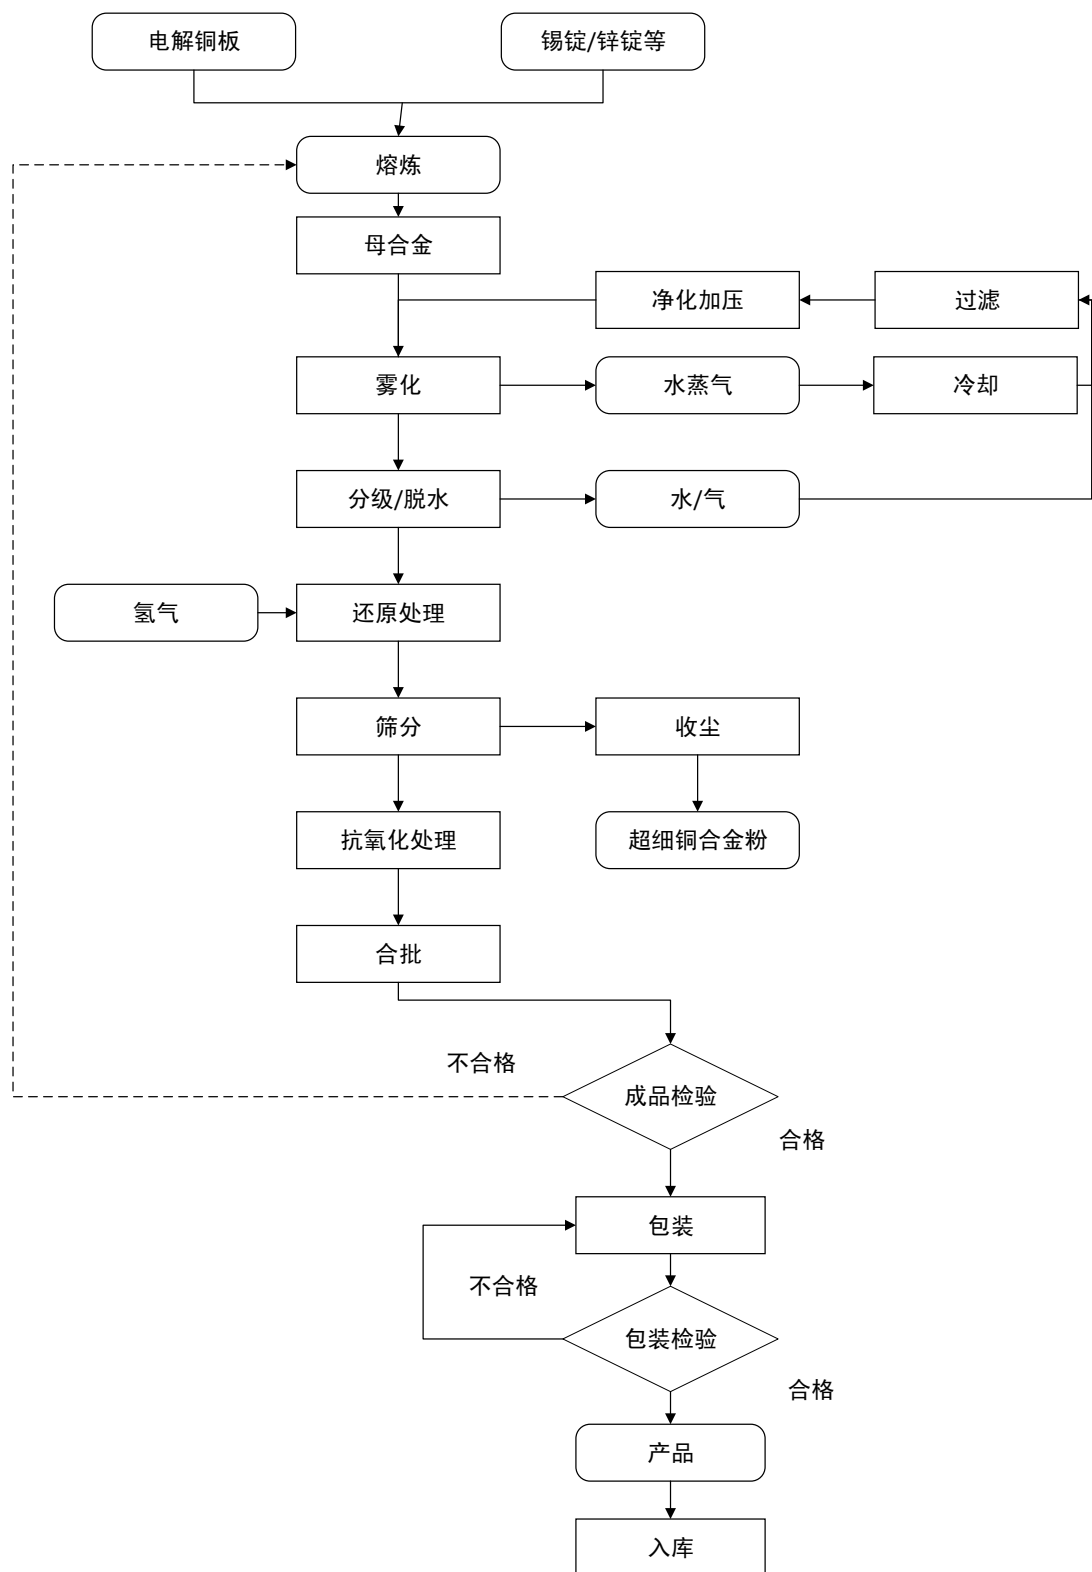 电解铜板
锡锭/锌锭等
熔炼
母合金
净化加压
过滤
雾化
水蒸气
冷却
分级/脱水
水/气
氢气
还原处理
筛分
收尘
抗氧化处理
超细铜合金粉
合批
不合格
成品检验
合格
包装
不合格
包装检验
合格
产品
入库